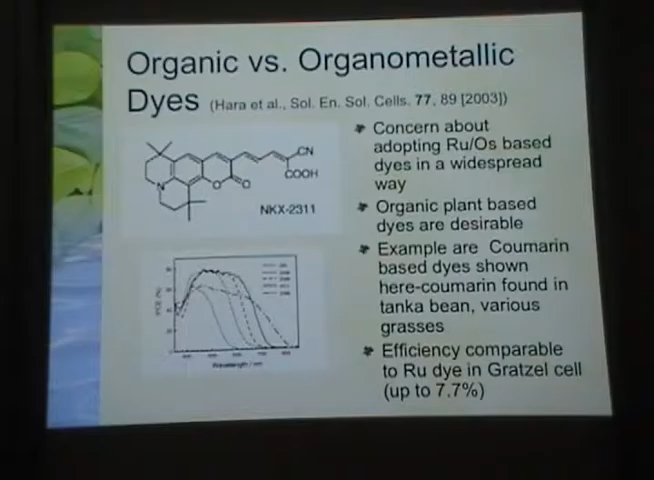 Organic vs. Organometallic
Dyes (Hara et al., Sol. En. Sol. Cells, 77, 89 [2003])
CN
COOH
N
O
O
NKX-2311
Wavelength / nm
Concern about
adopting Ru/Os based
dyes in a widespread
way
Organic plant based
dyes are desirable
Example are Coumarin
based dyes shown
here-coumarin found in
tanka bean, various
grasses
Efficiency comparable
to Ru dye in Gratzel cell
(up to 7.7%)